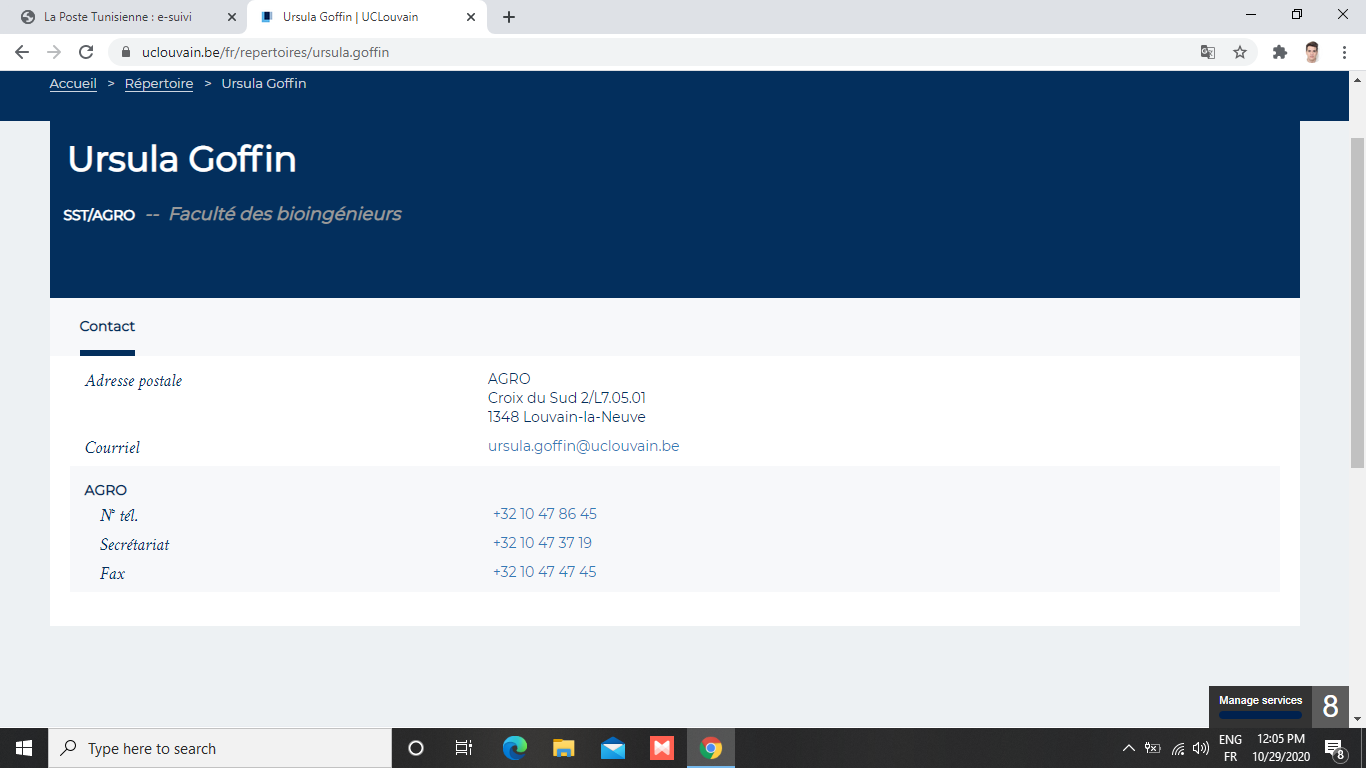 La Poste Tunisienne : e-suivi
Ursula Goffin | UCLouvain
uclouvain.be/fr/repertoires/ursula.goffin
Accueil > Répertoire > Ursula Goffin
Ursula Goffin
SST/AGRO -- Faculté des bioingénieurs
Contact
Adresse postale
AGRO
Croix du Sud 2/L7.05.01
1348 Louvain-la-Neuve
Courriel
ursula.goffin@uclouvain.be
AGRO
N° tél.
+32 10 47 86 45
Secrétariat
+32 10 47 37 19
Fax
+32 10 47 47 45
Manage services
8
Type here to search
ENG
FR
12:05 PM
10/29/2020
8